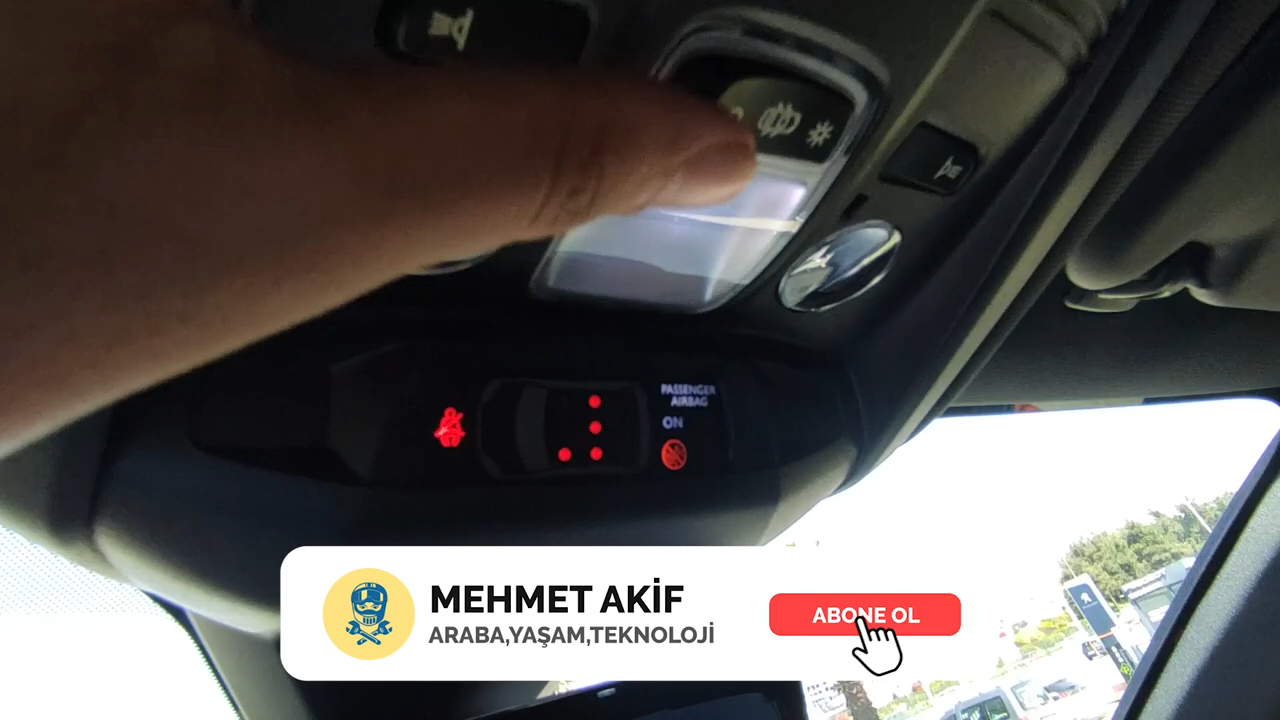 PASSENGER
AIRBAG
ON
MEHMET AKİF
ARABA,YAŞAM,TEKNOLOJİ
ABONE OL